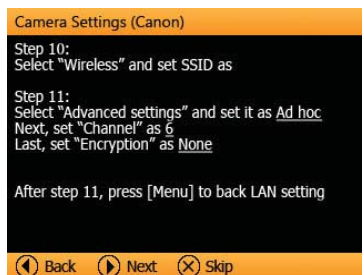 Camera Settings (Canon)
Step 10:
Select "Wireless" and set SSID as
Step 11:
Select "Advanced settings" and set it as Ad hoc
Next, set "Channel" as 6
Last, set "Encryption" as None
After step 11, press [Menu] to back LAN setting
Back Next Skip